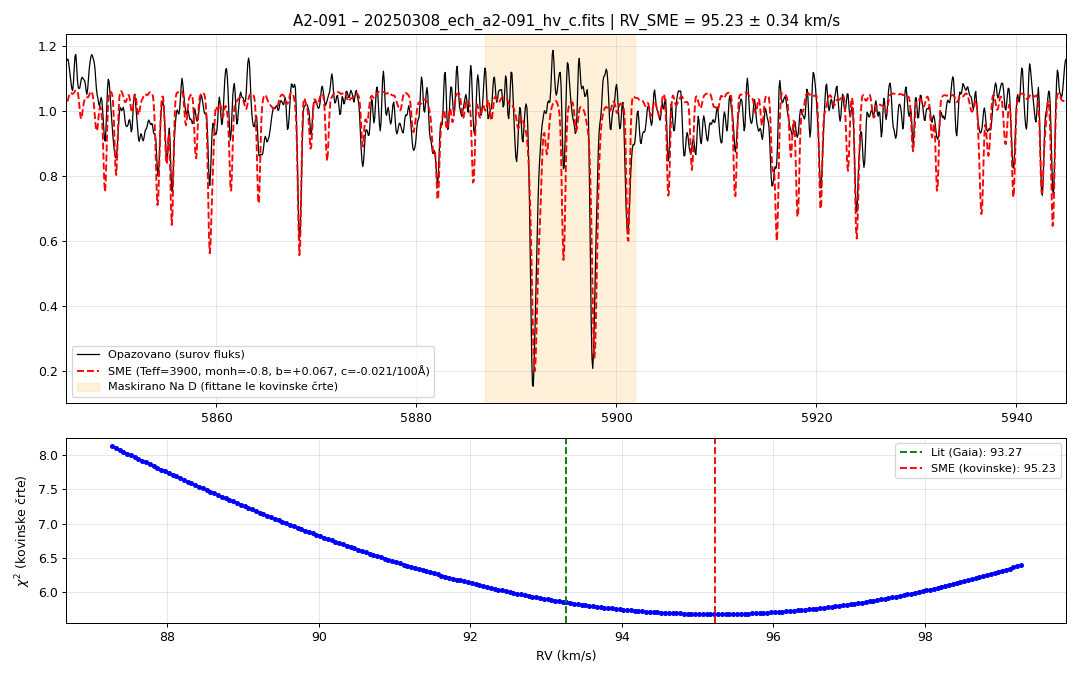 A2-091 – 20250308_ech_a2-091_hv_c.fits | RV_SME = 95.23 ± 0.34 km/s
1.2
1.0
0.8
0.6
0.4
0.2
Opazovano (surov fluks)
SME (Teff=3900, monh=-0.8, b=+0.067, c=-0.021/100Å)
Maskirano Na D (fittane le kovinske črte)
5860
5880
5900
5920
5940
8.0
7.5
7.0
6.5
6.0
χ² (kovinske črte)
Lit (Gaia): 93.27
SME (kovinske): 95.23
88
90
92
94
96
98
RV (km/s)